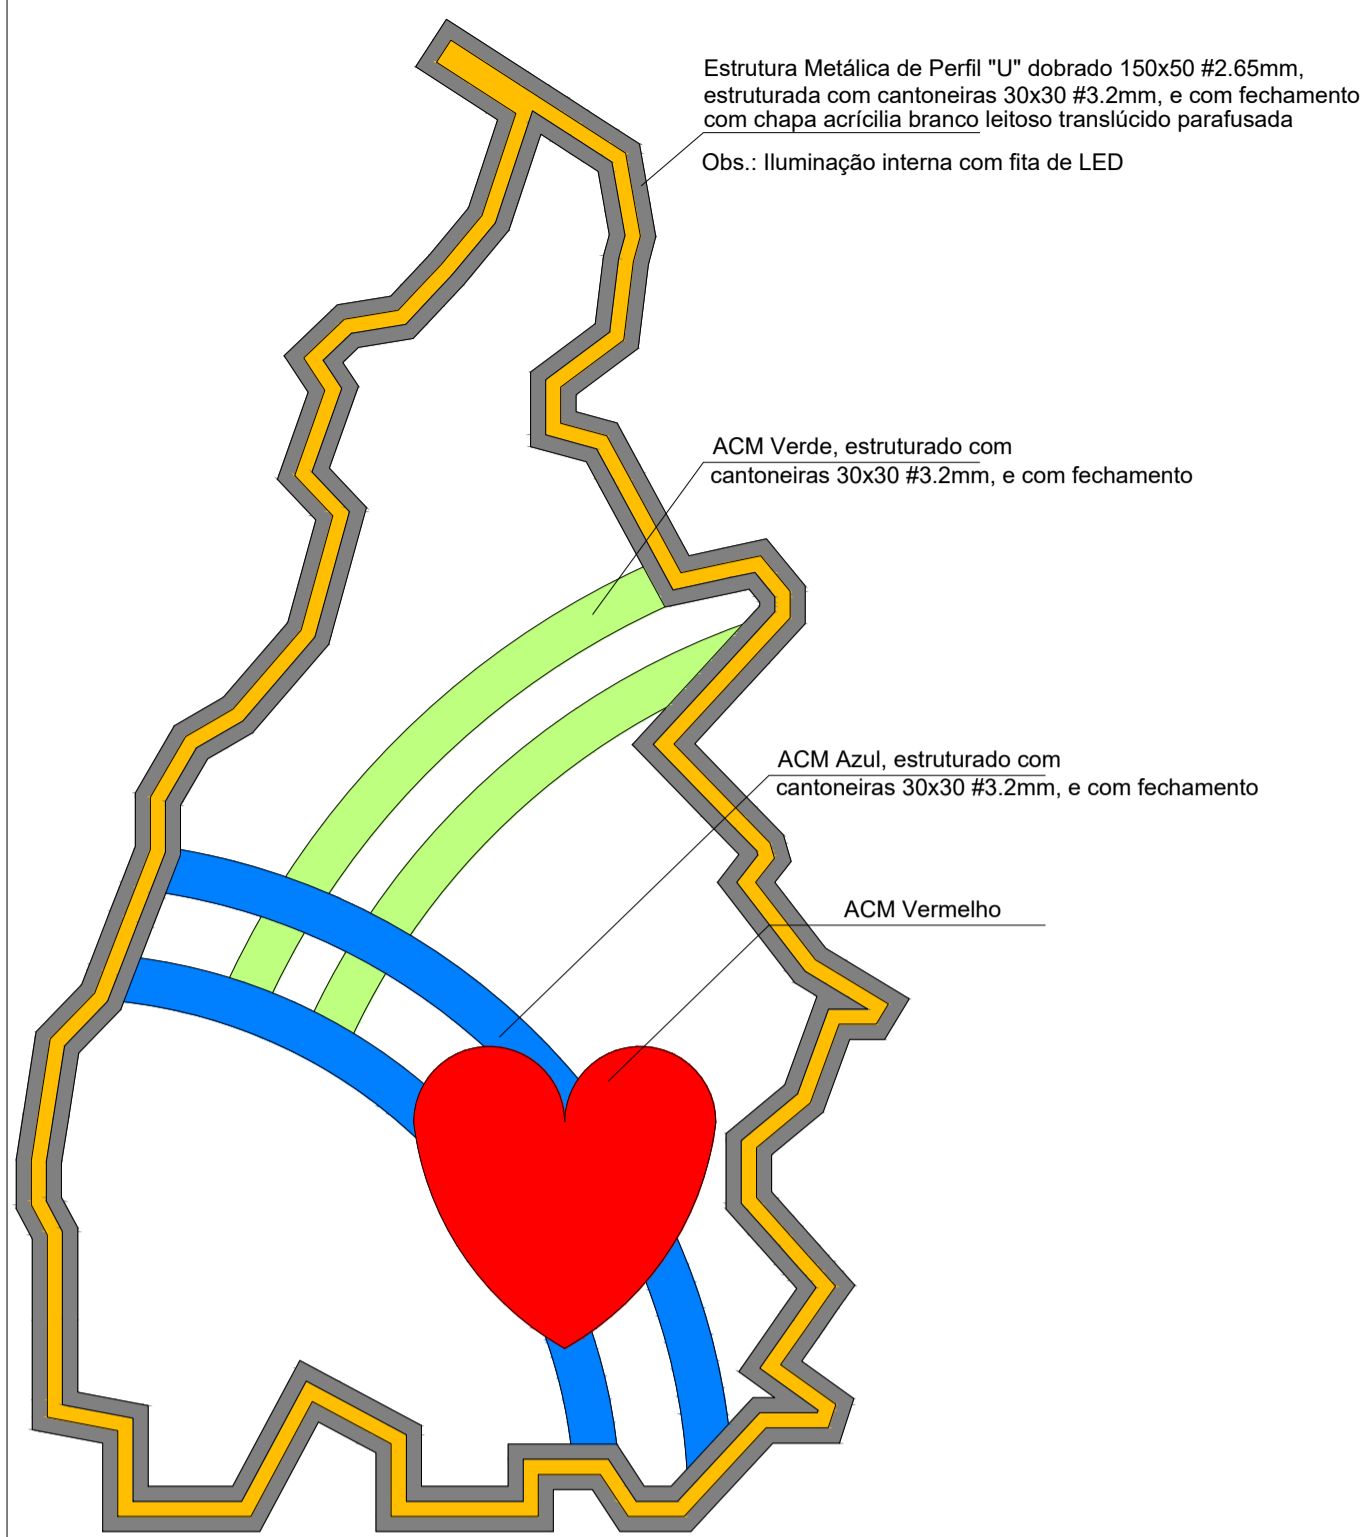 Estrutura Metálica de Perfil "U" dobrado 150x50 #2.65mm,
estruturada com cantoneiras 30x30 #3.2mm, e com fechamento
com chapa acrícilia branco leitoso translúcido parafusada
Obs.: Iluminação interna com fita de LED
ACM Verde, estruturado com
cantoneiras 30x30 #3.2mm, e com fechamento
ACM Azul, estruturado com
cantoneiras 30x30 #3.2mm, e com fechamento
ACM Vermelho